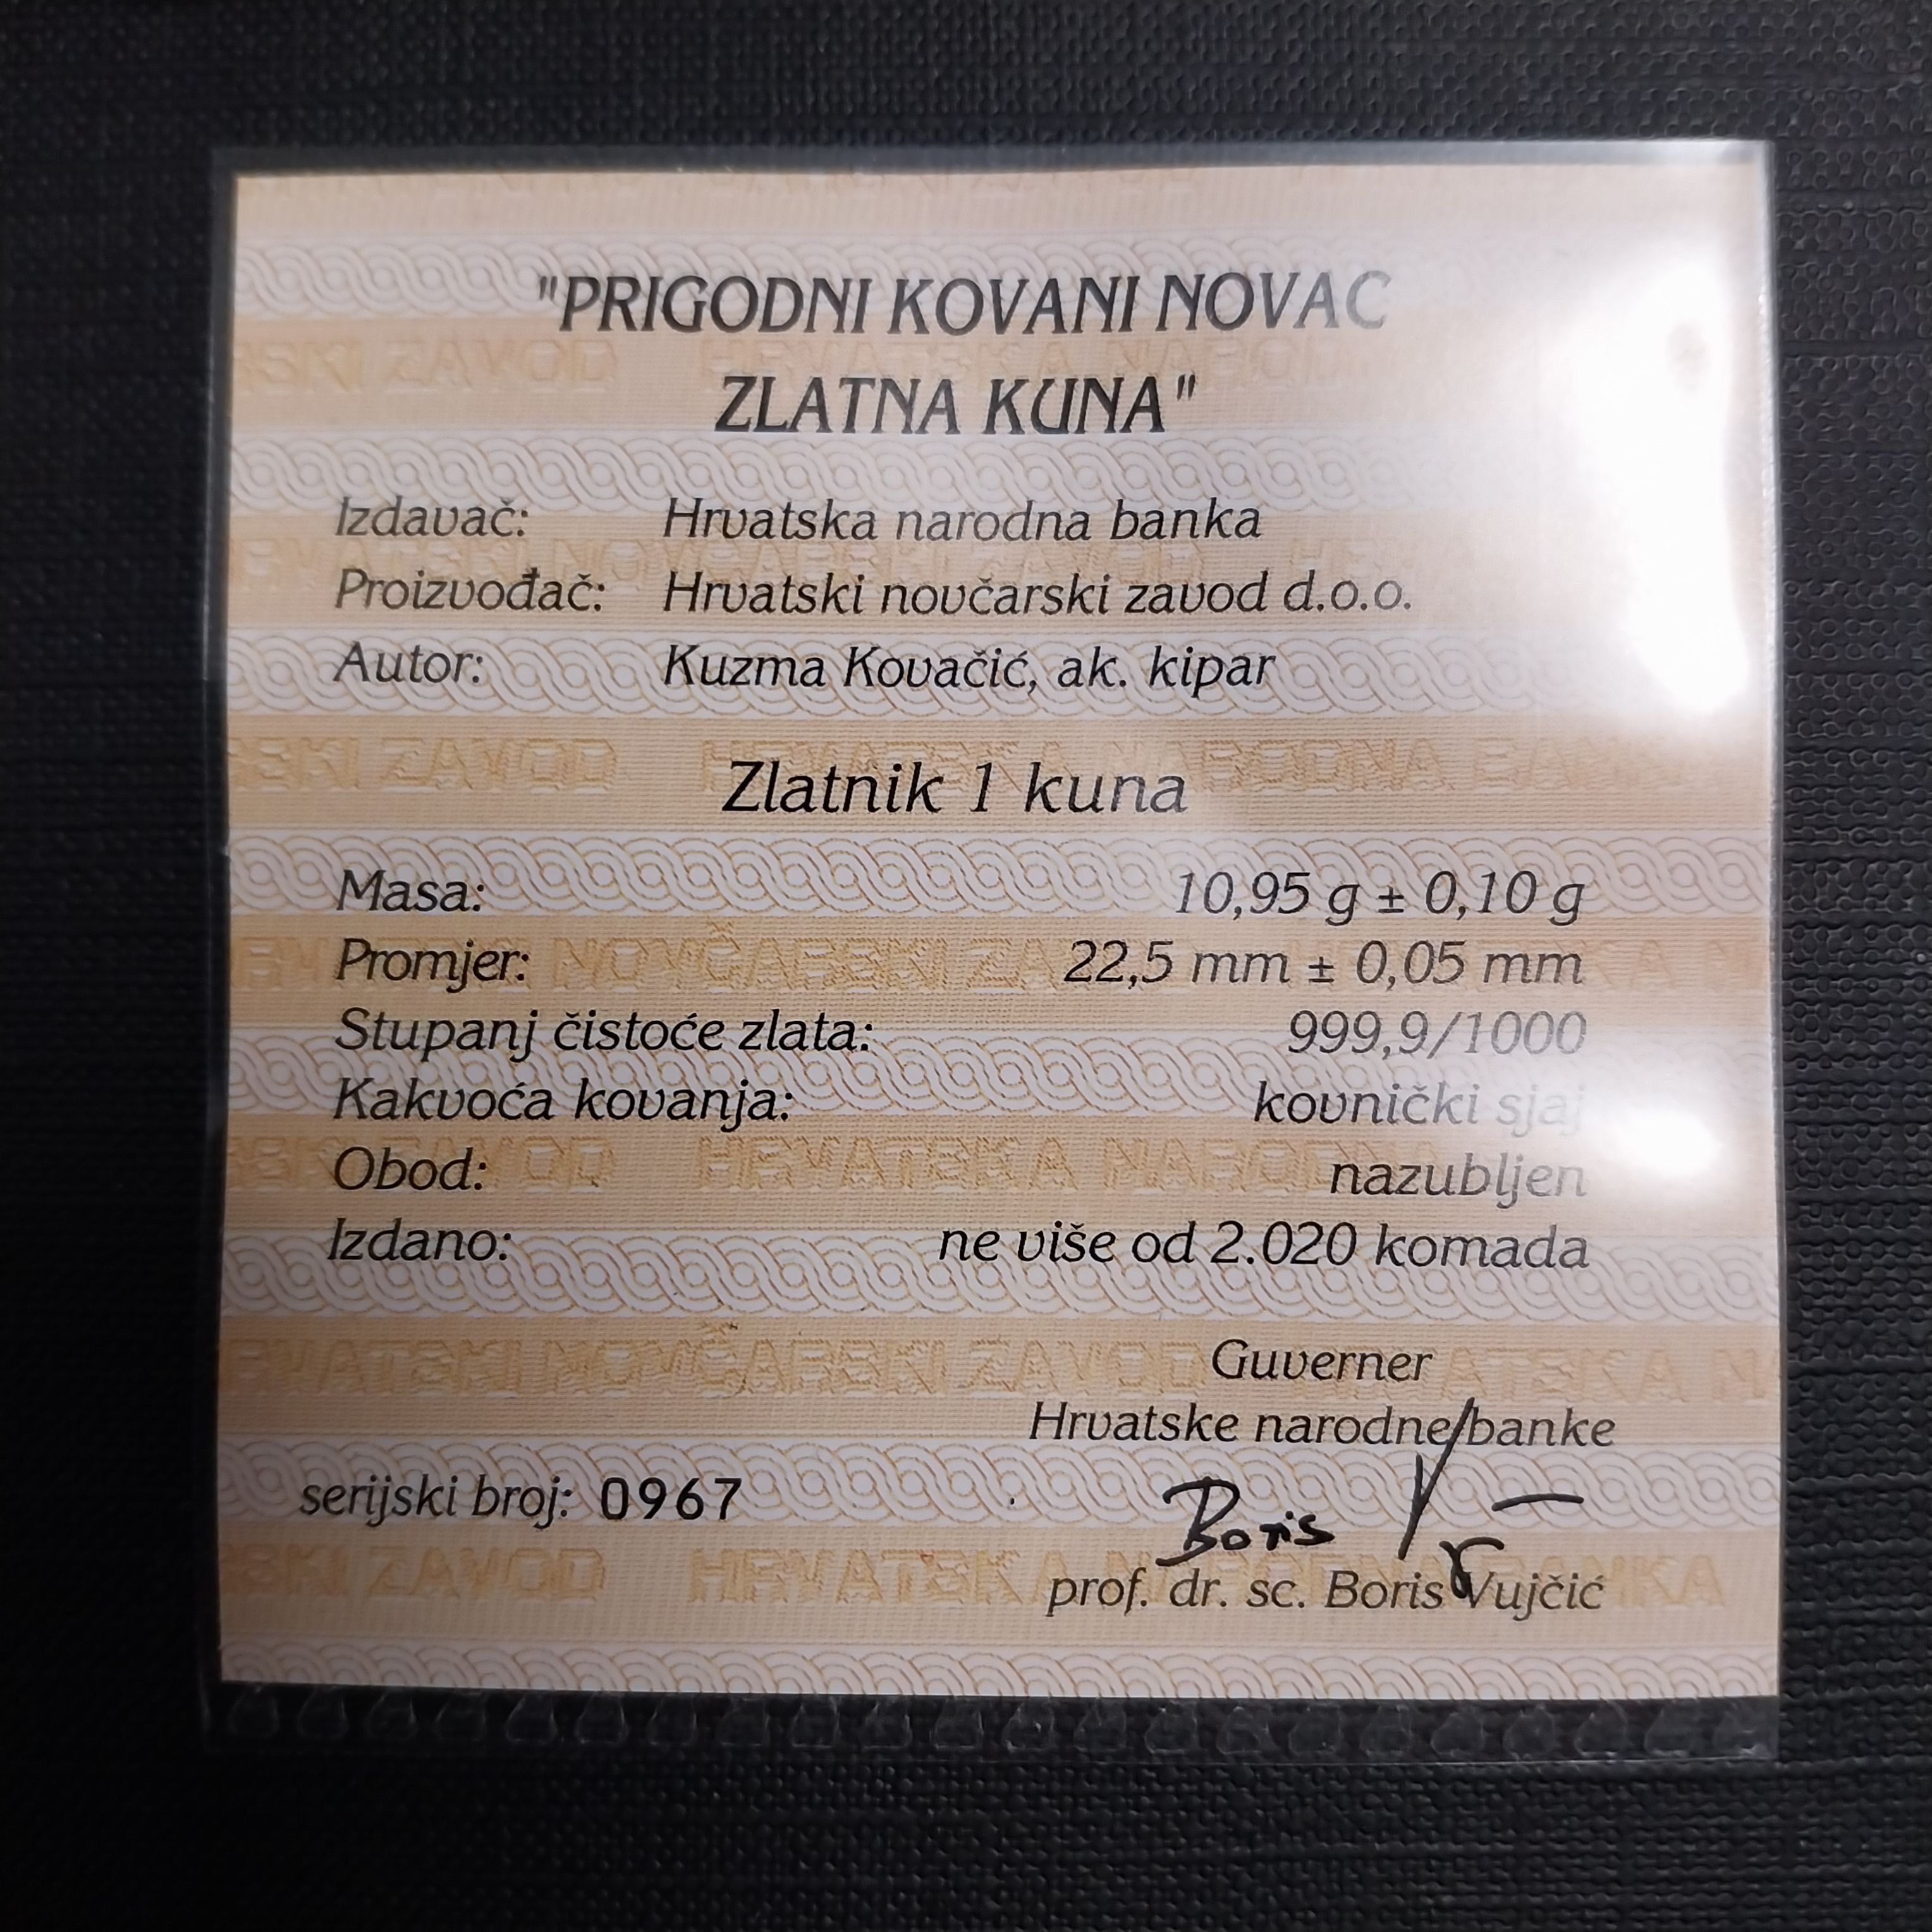 "PRIGODNI KOVANI NOVAC
ZLATNA KUNA"
Izdavač: Hrvatska narodna banka
Proizvođač: Hrvatski novčarski zavod d.o.o.
Autor: Kuzma Kovačić, ak. kipar
Zlatnik 1 kuna
Masa: 10,95 g ± 0,10 g
Promjer: 22,5 mm ± 0,05 mm
Stupanj čistoće zlata: 999,9/1000
Kakvoća kovanja: kovnički sjaj
Obod: nazubljen
Izdano: ne više od 2.020 komada
Guverner
Hrvatske narodne banke
serijski broj: 0967
Boris
prof. dr. sc. Boris Vujčić